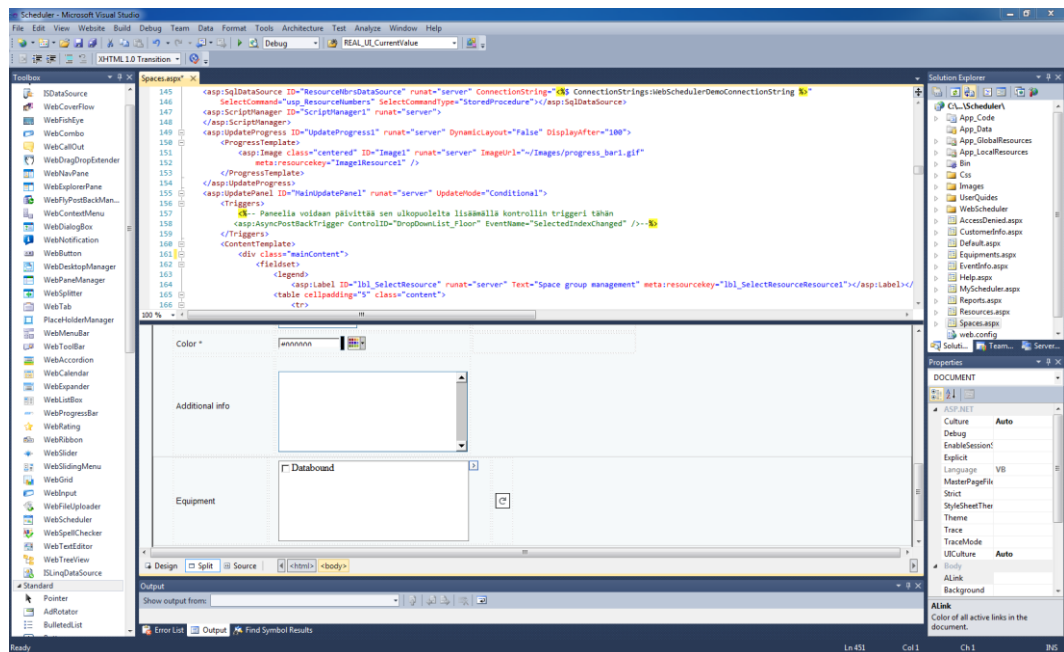 Scheduler - Microsoft Visual Studio
File Edit View Website Build Debug Team Data Format Tools Architecture Test Analyze Window Help
Debug REAL_UI_CurrentValue
XHTML 1.0 Transition
Toolbox
ISDataSource
WebCoverFlow
WebFishEye
WebCombo
WebCallOut
WebDragDropExtender
WebNavPane
WebExplorerPane
WebFlyPostBackMan...
WebContextMenu
WebDialogBox
WebNotification
WebButton
WebDesktopManager
WebPaneManager
WebSplitter
WebTab
PlaceHolderManager
WebMenuBar
WebToolBar
WebAccordion
WebCalendar
WebExpander
WebListBox
WebProgressBar
WebRating
WebRibbon
WebSlider
WebSlidingMenu
WebGrid
WebInput
WebFileUploader
WebScheduler
WebSpellChecker
WebTextEditor
WebTreeView
ISLinqDataSource
Standard
Pointer
AdRotator
BulletedList
Spaces.aspx*
145 <asp:SqlDataSource ID="ResourceNbrsDataSource" runat="server" ConnectionString="<%$ ConnectionStrings:WebSchedulerDemoConnectionString %>"
146 SelectCommand="usp_ResourceNumbers" SelectCommandType="StoredProcedure"></asp:SqlDataSource>
147 <asp:ScriptManager ID="ScriptManager1" runat="server">
148 </asp:ScriptManager>
149 <asp:UpdateProgress ID="UpdateProgress1" runat="server" DynamicLayout="False" DisplayAfter="100">
150 <ProgressTemplate>
151 <asp:Image class="centered" ID="Image1" runat="server" ImageUrl="~/Images/progress_bar1.gif"
152 meta:resourcekey="Image1Resource1" />
153 </ProgressTemplate>
154 </asp:UpdateProgress>
155 <asp:UpdatePanel ID="MainUpdatePanel" runat="server" UpdateMode="Conditional">
156 <Triggers>
157 <%-- Paneelia voidaan päivittää sen ulkopuolelta lisäämällä kontrollin triggeri tähän
158 <asp:AsyncPostBackTrigger ControlID="DropDownList_Floor" EventName="SelectedIndexChanged" />--%>
159 </Triggers>
160 <ContentTemplate>
161 <div class="mainContent">
162 <fieldset>
163 <legend>
164 <asp:Label ID="lbl_SelectResource" runat="server" Text="Space group management" meta:resourcekey="lbl_SelectResourceResource1"></asp:Label></
165 <table cellpadding="5" class="content">
166 <tr>
100 %
Color * #000000
Additional info
Databound
Equipment
Design Split Source <html> <body>
Output
Show output from:
Error List Output Find Symbol Results
Solution Explorer
C:\...\Scheduler\
App_Code
App_Data
App_GlobalResources
App_LocalResources
Bin
Css
Images
UserQuides
WebScheduler
AccessDenied.aspx
CustomerInfo.aspx
Default.aspx
Equipments.aspx
EventInfo.aspx
Help.aspx
MyScheduler.aspx
Reports.aspx
Resources.aspx
Spaces.aspx
web.config
Soluti... Team... Server...
Properties
DOCUMENT
ASP.NET
Culture Auto
Debug
EnableSessionS
Explicit
Language VB
MasterPageFile
Strict
StyleSheetTher
Theme
Trace
TraceMode
UICulture Auto
Body
ALink
Background
ALink
Color of all active links in the
document.
Ready Ln 451 Col 1 Ch 1 INS